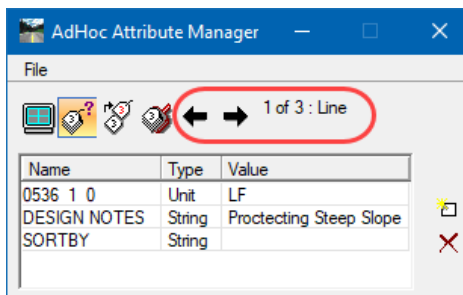 AdHoc Attribute Manager
File
1 of 3 : Line
Name Type Value
0536 1 0 Unit LF
DESIGN NOTES String Proctecting Steep Slope
SORTBY String